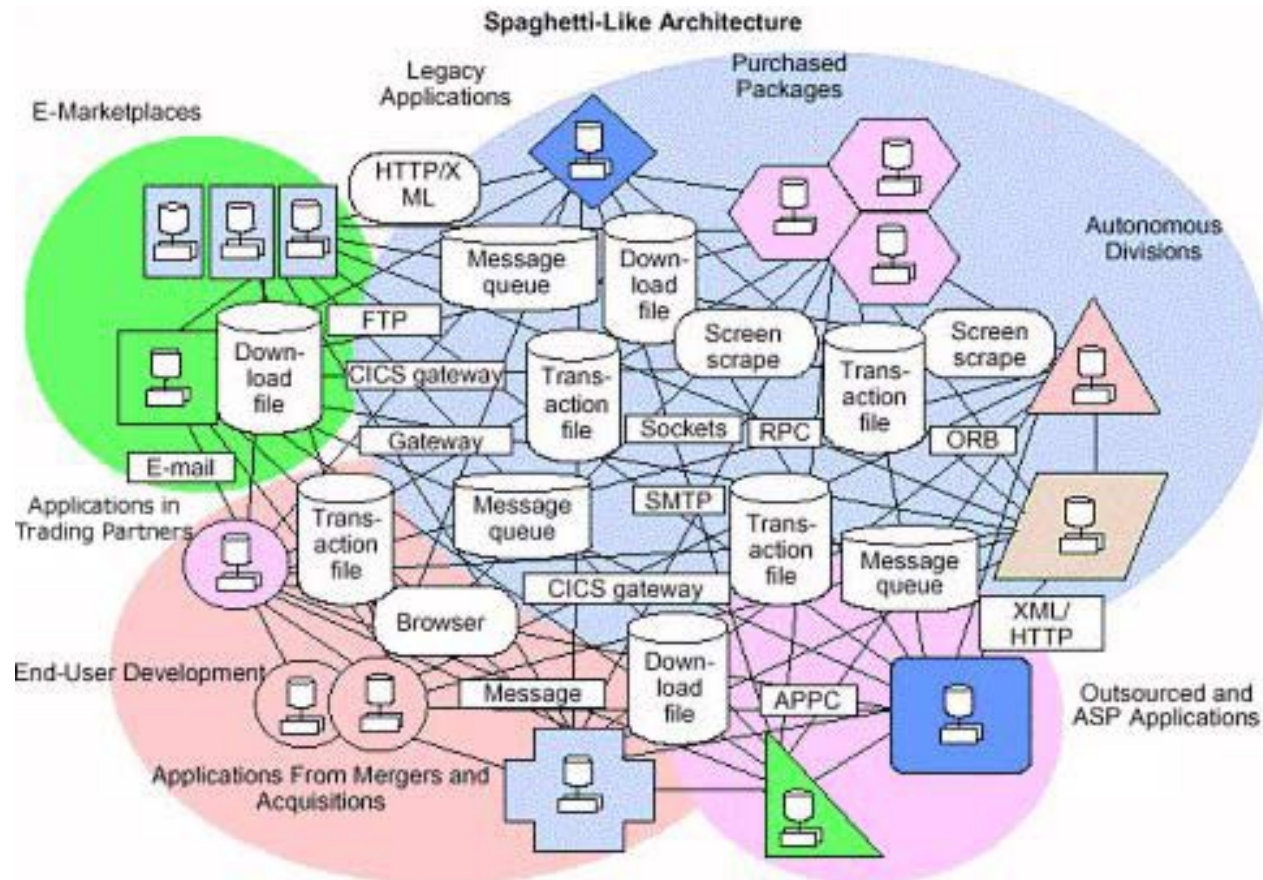 Spaghetti-Like Architecture
Legacy
Applications
Purchased
Packages
E-Marketplaces
HTTP/X
ML
Autonomous
Divisions
Message
queue
Down-
load file
FTP
Screen
scrape
Screen
scrape
Down-
load
file
CICS gateway
Trans-
action
file
Trans-
action
file
Gateway
Sockets
RPC
ORB
E-mail
Applications in
Trading Partners
Trans-
action
file
Message
queue
SMTP
Trans-
action
file
Message
queue
CICS gateway
XML/
HTTP
Browser
End-User Development
Message
Down-
load
file
APPC
Outsourced and
ASP Applications
Applications From Mergers and
Acquisitions